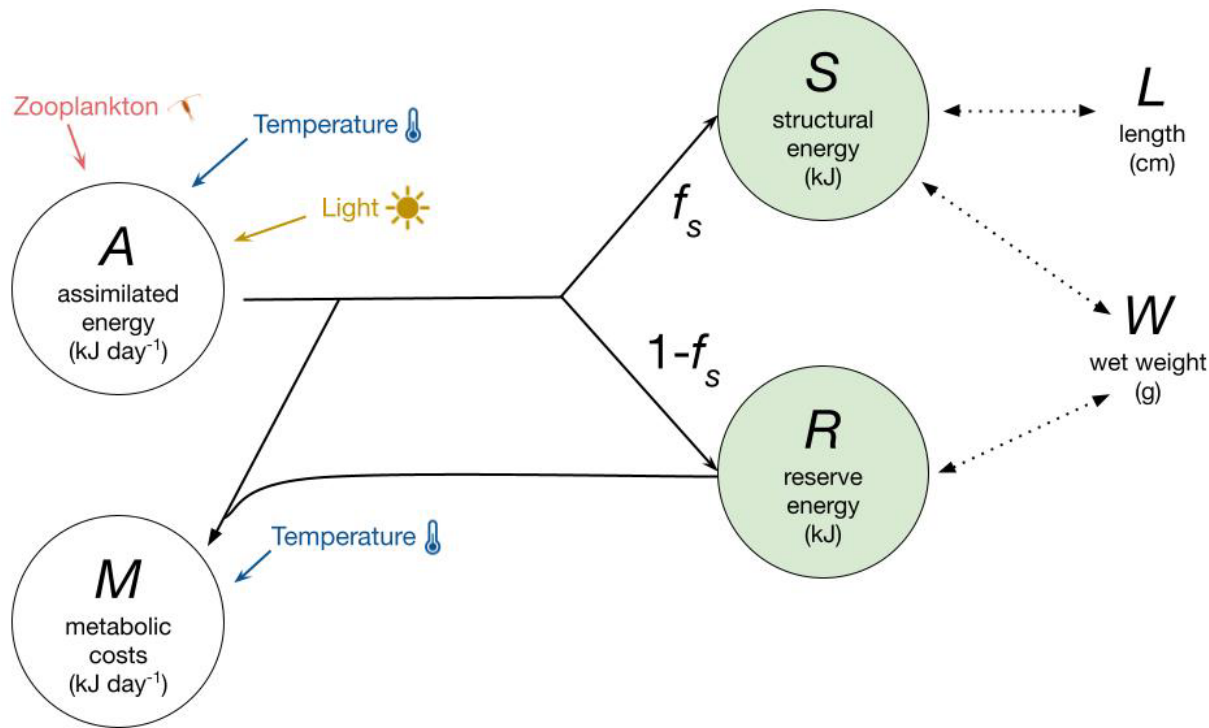 Zooplankton
Temperature
Light
A
assimilated
energy
(kJ day⁻¹)
S
structural
energy
(kJ)
L
length
(cm)
fₛ
1-fₛ
W
wet weight
(g)
R
reserve
energy
(kJ)
Temperature
M
metabolic
costs
(kJ day⁻¹)